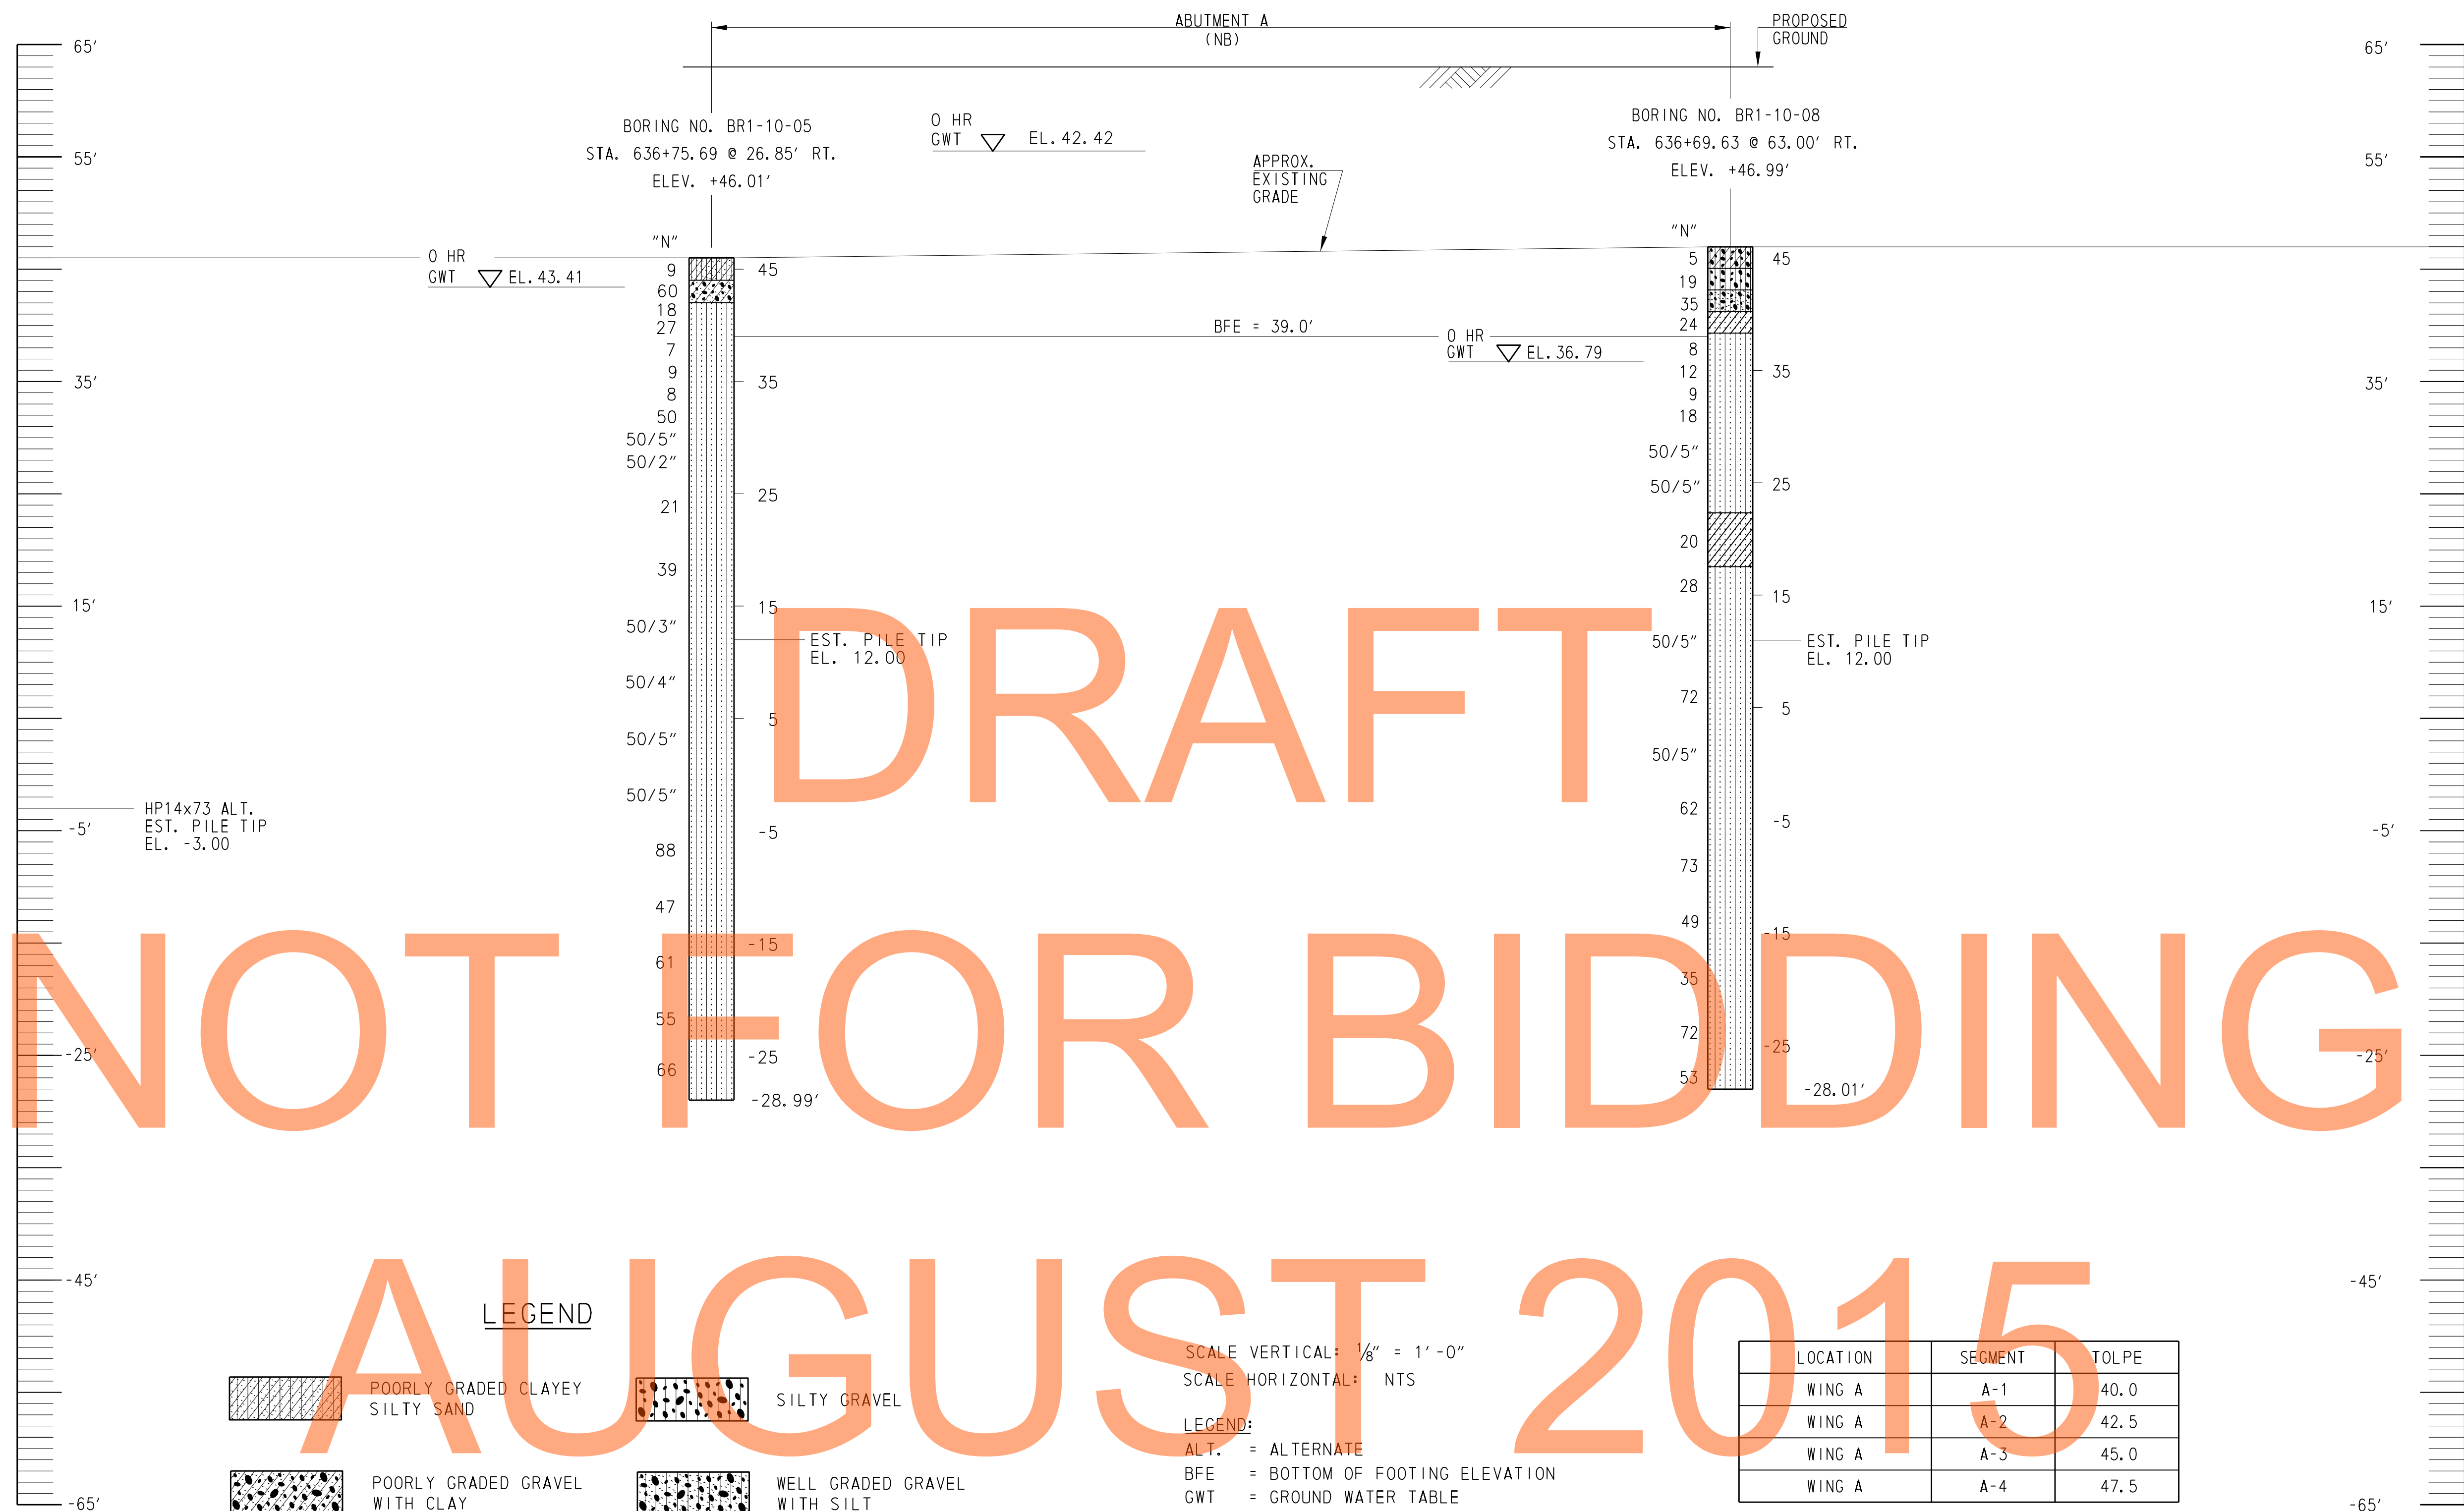 ABUTMENT A
(NB)
PROPOSED
GROUND
65'
55'
35'
15'
-5'
-25'
-45'
-65'
BORING NO. BR1-10-05
STA. 636+75.69 @ 26.85' RT.
ELEV. +46.01'
O HR
GWT EL. 42.42
APPROX.
EXISTING
GRADE
BORING NO. BR1-10-08
STA. 636+69.63 @ 63.00' RT.
ELEV. +46.99'
O HR
GWT EL. 43.41
"N"
9
60
18
27
7
9
8
50
50/5"
50/2"
21
39
50/3"
50/4"
50/5"
50/5"
88
47
61
55
66
45
35
25
15
5
-5
-15
-25
-28.99'
EST. PILE TIP
EL. 12.00
BFE = 39.0'
O HR
GWT EL. 36.79
"N"
5
19
35
24
8
12
9
18
50/5"
50/5"
20
28
50/5"
72
50/5"
62
73
49
35
72
53
45
35
25
15
5
-5
-15
-25
-28.01'
EST. PILE TIP
EL. 12.00
HP14x73 ALT.
EST. PILE TIP
EL. -3.00
65'
55'
35'
15'
-5'
-25'
-45'
-65'
DRAFT
NOT FOR BIDDING
AUGUST 2015
LEGEND
POORLY GRADED CLAYEY
SILTY SAND
SILTY GRAVEL
POORLY GRADED GRAVEL
WITH CLAY
WELL GRADED GRAVEL
WITH SILT
SCALE VERTICAL: 1/8" = 1'-0"
SCALE HORIZONTAL: NTS
LEGEND:
ALT. = ALTERNATE
BFE = BOTTOM OF FOOTING ELEVATION
GWT = GROUND WATER TABLE
LOCATION SEGMENT TOLPE
WING A A-1 40.0
WING A A-2 42.5
WING A A-3 45.0
WING A A-4 47.5